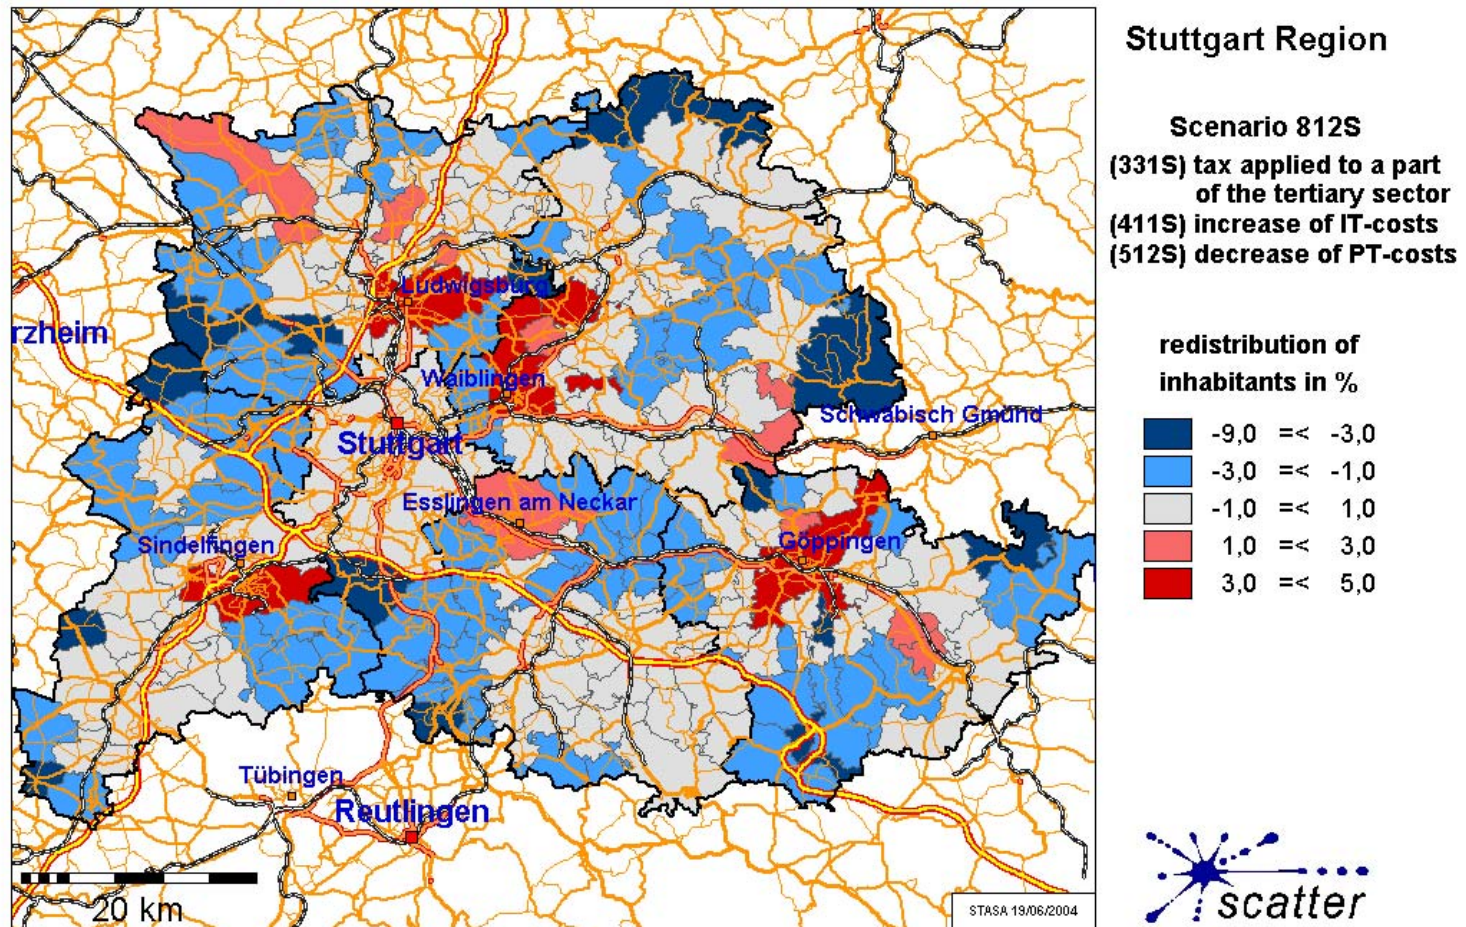 Stuttgart Region
Scenario 812S
(331S) tax applied to a part
of the tertiary sector
(411S) increase of IT-costs
(512S) decrease of PT-costs
redistribution of
inhabitants in %
-9,0 =< -3,0
-3,0 =< -1,0
-1,0 =< 1,0
1,0 =< 3,0
3,0 =< 5,0
Ludwigsburg
rzheim
Waiblingen
Schwäbisch Gmünd
Stuttgart
Esslingen am Neckar
Sindelfingen
Göppingen
Tübingen
Reutlingen
20 km
STASA 19/06/2004
scatter